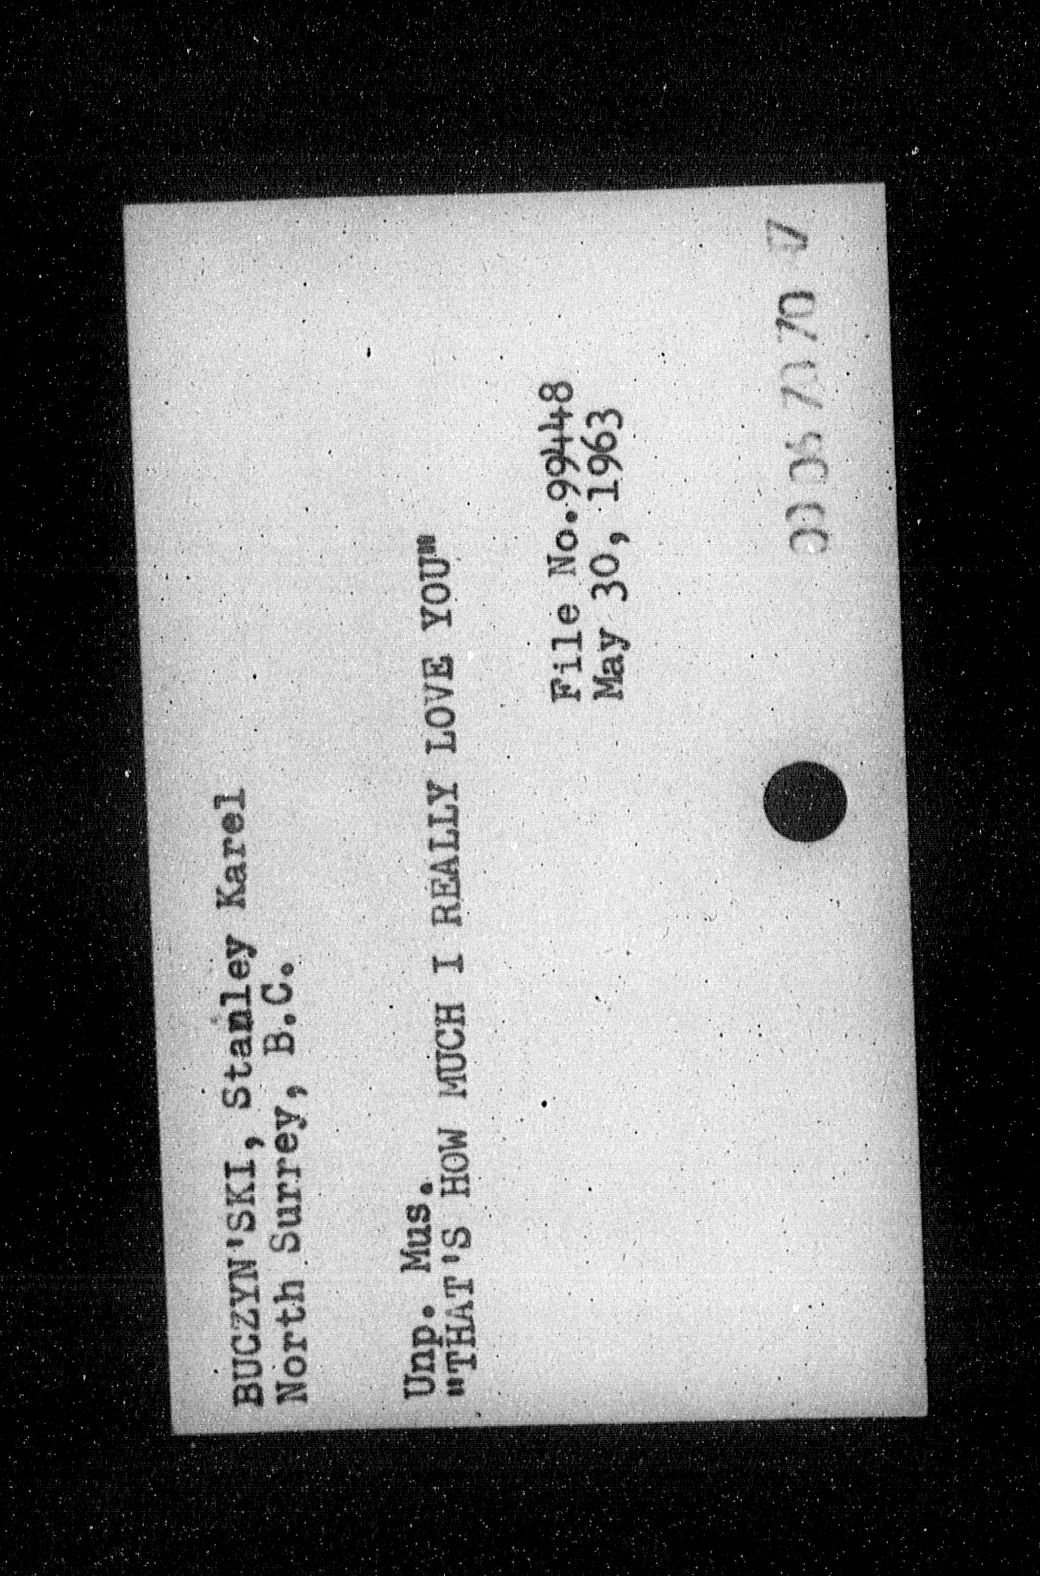 BUCZYN'SKI, Stanley Karel
North Surrey, B.C.
Unp. Mus.
"THAT'S HOW MUCH I REALLY LOVE YOU"
File No.99448
May 30, 1963